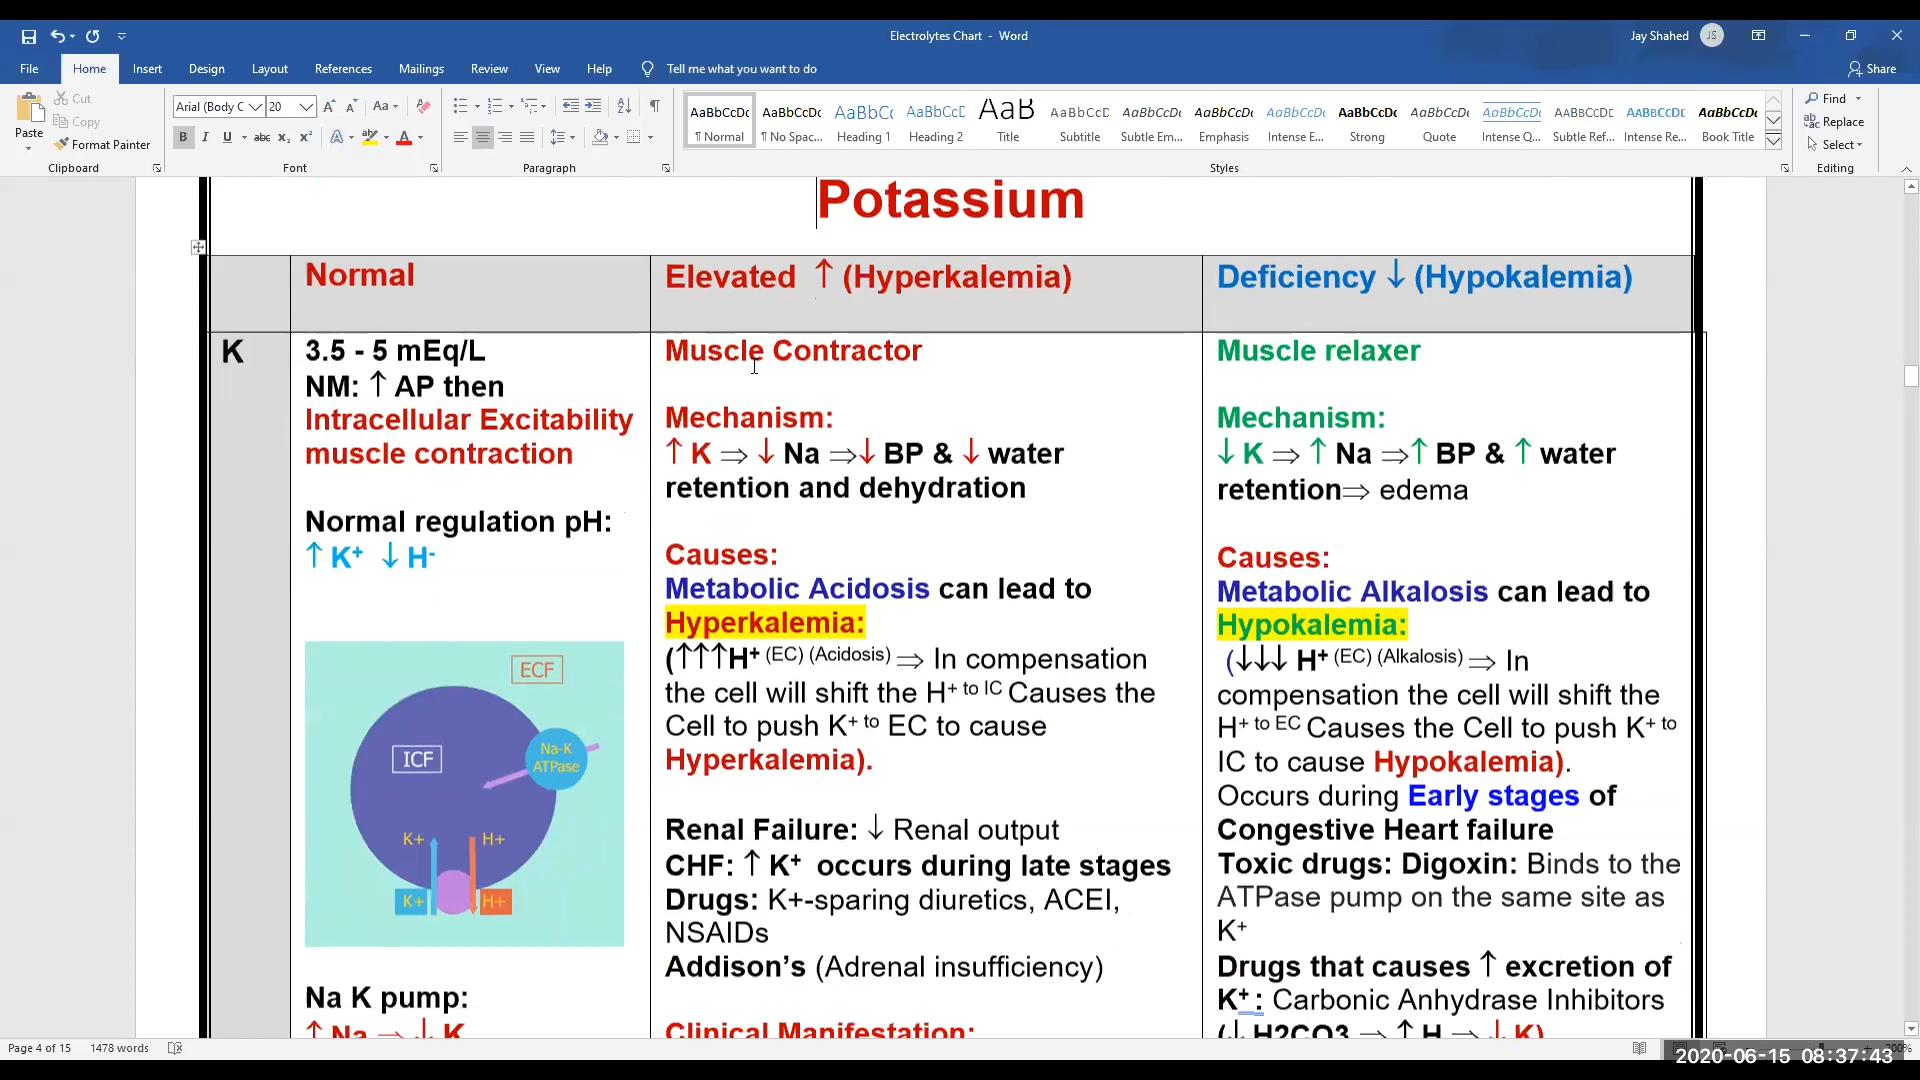 Electrolytes Chart - Word
Jay Shahed
JS
File Home Insert Design Layout References Mailings Review View Help Tell me what you want to do
Share
Paste
Cut
Copy
Format Painter
Arial (Body C 20
Clipboard Font Paragraph Styles Editing
AaBbCcDc AaBbCcDc AaBbCc AaBbCcC AaB AaBbCcD AaBbCcDc AaBbCcDc AaBbCcDc AaBbCcDc AaBbCcDc AaBbCcDc AABBCCDC AABBCCDC AaBbCcDc
¶ Normal ¶ No Spac... Heading 1 Heading 2 Title Subtitle Subtle Em... Emphasis Intense E... Strong Quote Intense Q... Subtle Ref... Intense Re... Book Title
Find
Replace
Select
Potassium
Normal
Elevated ↑ (Hyperkalemia)
Deficiency ↓ (Hypokalemia)
K
3.5 - 5 mEq/L
NM: ↑ AP then
Intracellular Excitability
muscle contraction
Normal regulation pH:
↑ K+ ↓ H-
ECF
ICF
Na-K
ATPase
K+ H+
K+ H+
Na K pump:
↑ Na ⇒ ↓ K
Muscle Contractor
Mechanism:
↑ K ⇒ ↓ Na ⇒↓ BP & ↓ water
retention and dehydration
Causes:
Metabolic Acidosis can lead to
Hyperkalemia:
(↑↑↑H+ (EC) (Acidosis) ⇒ In compensation
the cell will shift the H+ to IC Causes the
Cell to push K+ to EC to cause
Hyperkalemia).
Renal Failure: ↓ Renal output
CHF: ↑ K+ occurs during late stages
Drugs: K+-sparing diuretics, ACEI,
NSAIDs
Addison's (Adrenal insufficiency)
Clinical Manifestation:
Muscle relaxer
Mechanism:
↓ K ⇒ ↑ Na ⇒↑ BP & ↑ water
retention⇒ edema
Causes:
Metabolic Alkalosis can lead to
Hypokalemia:
(↓↓↓ H+ (EC) (Alkalosis) ⇒ In
compensation the cell will shift the
H+ to EC Causes the Cell to push K+ to
IC to cause Hypokalemia).
Occurs during Early stages of
Congestive Heart failure
Toxic drugs: Digoxin: Binds to the
ATPase pump on the same site as
K+
Drugs that causes ↑ excretion of
K+ : Carbonic Anhydrase Inhibitors
(↓ H2CO3 ⇒ ↑ H ⇒ ↓ K)
Page 4 of 15 1478 words
2020-06-15 08:37:43